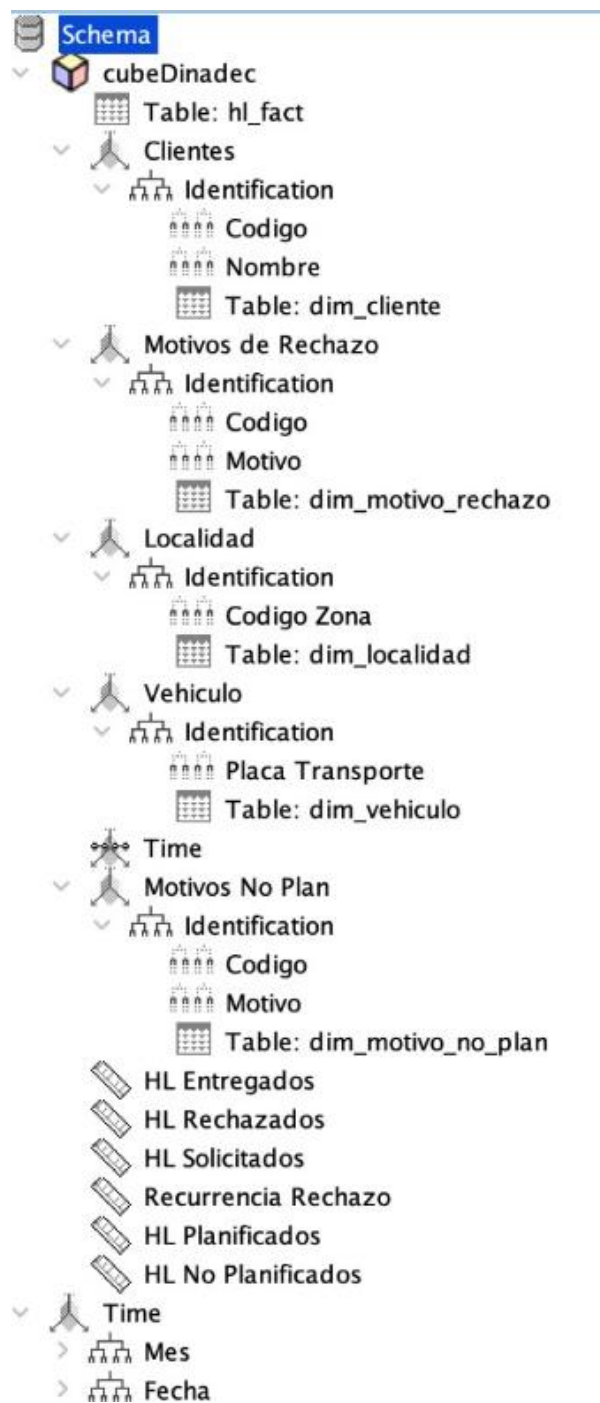 Schema
cubeDinadec
Table: hl_fact
Clientes
Identification
Codigo
Nombre
Table: dim_cliente
Motivos de Rechazo
Identification
Codigo
Motivo
Table: dim_motivo_rechazo
Localidad
Identification
Codigo Zona
Table: dim_localidad
Vehiculo
Identification
Placa Transporte
Table: dim_vehiculo
Time
Motivos No Plan
Identification
Codigo
Motivo
Table: dim_motivo_no_plan
HL Entregados
HL Rechazados
HL Solicitados
Recurrencia Rechazo
HL Planificados
HL No Planificados
Time
Mes
Fecha